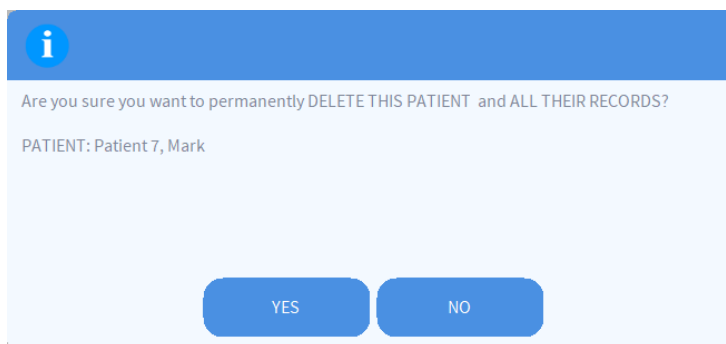 i
Are you sure you want to permanently DELETE THIS PATIENT  and ALL THEIR RECORDS?
PATIENT: Patient 7, Mark
YES NO